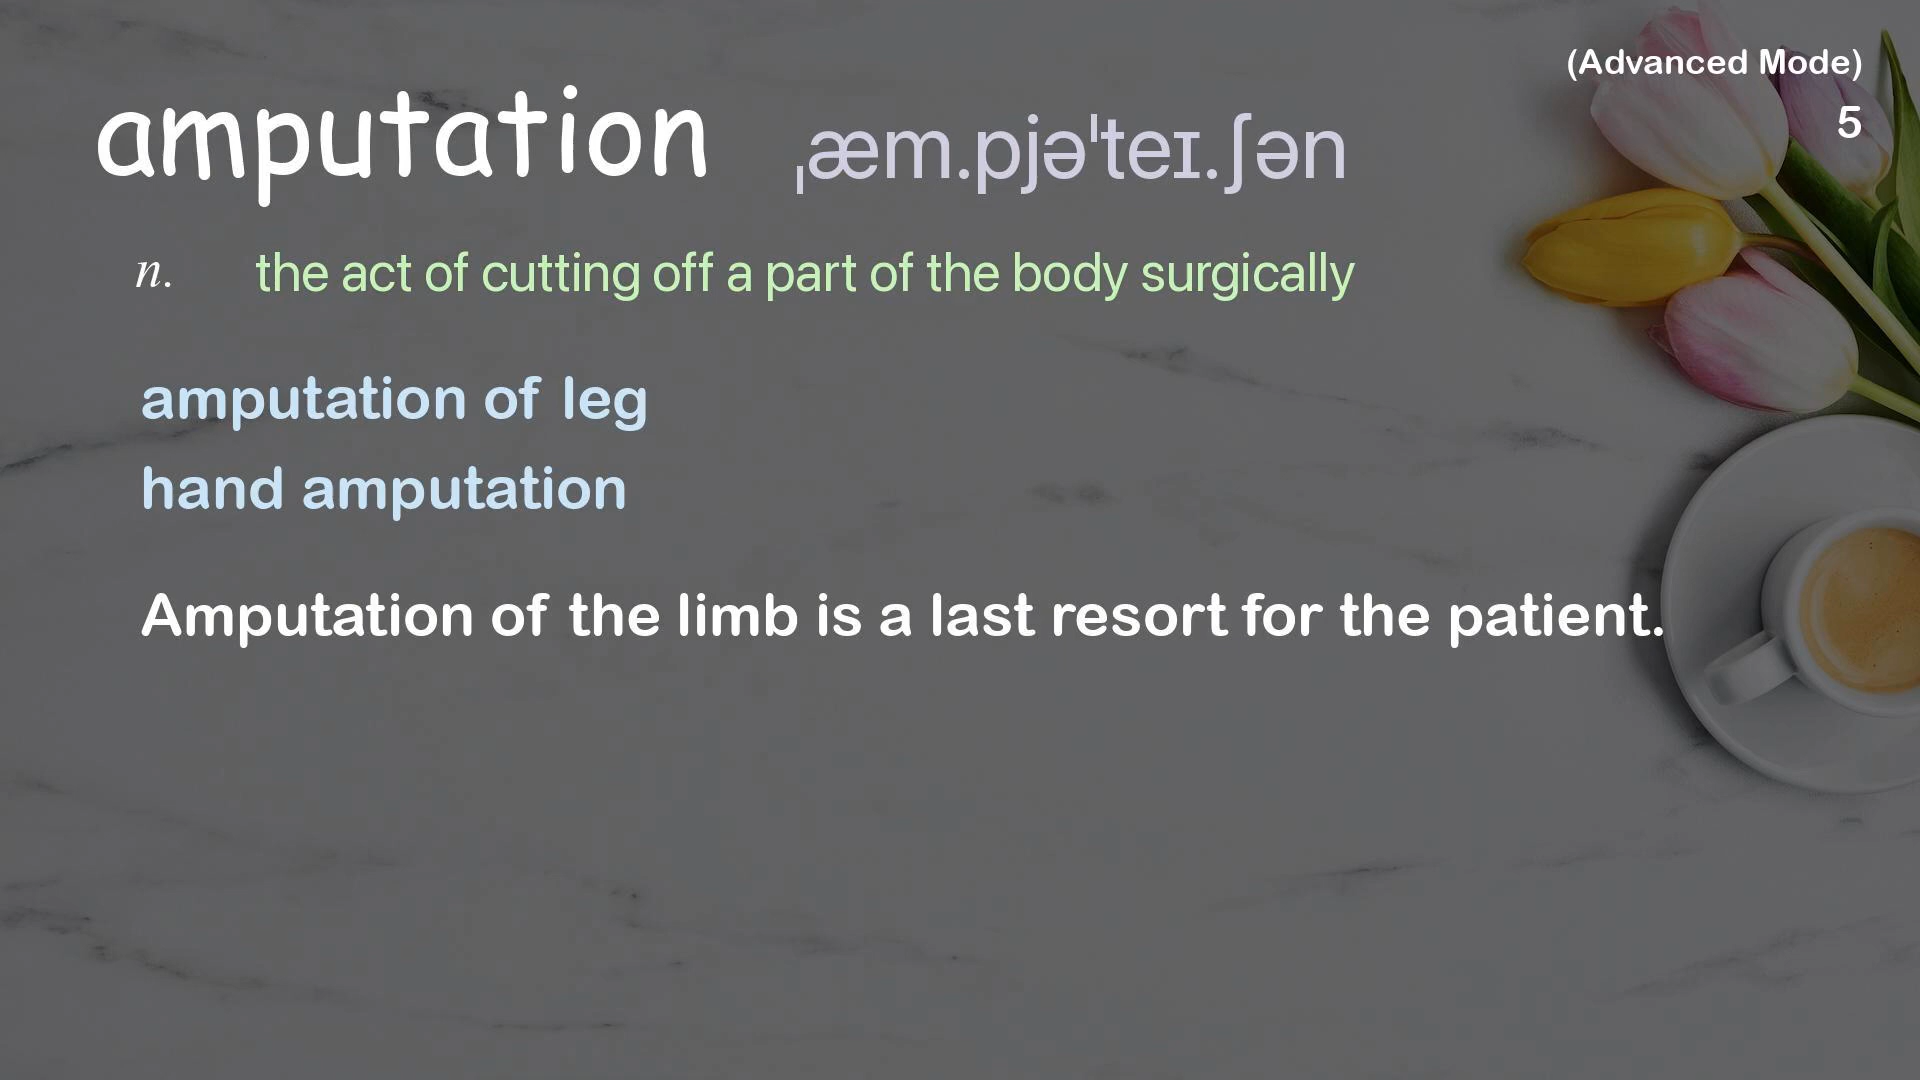 (Advanced Mode)
5
amputation ˌæm.pjəˈteɪ.ʃən
n. the act of cutting off a part of the body surgically
amputation of leg
hand amputation
Amputation of the limb is a last resort for the patient.